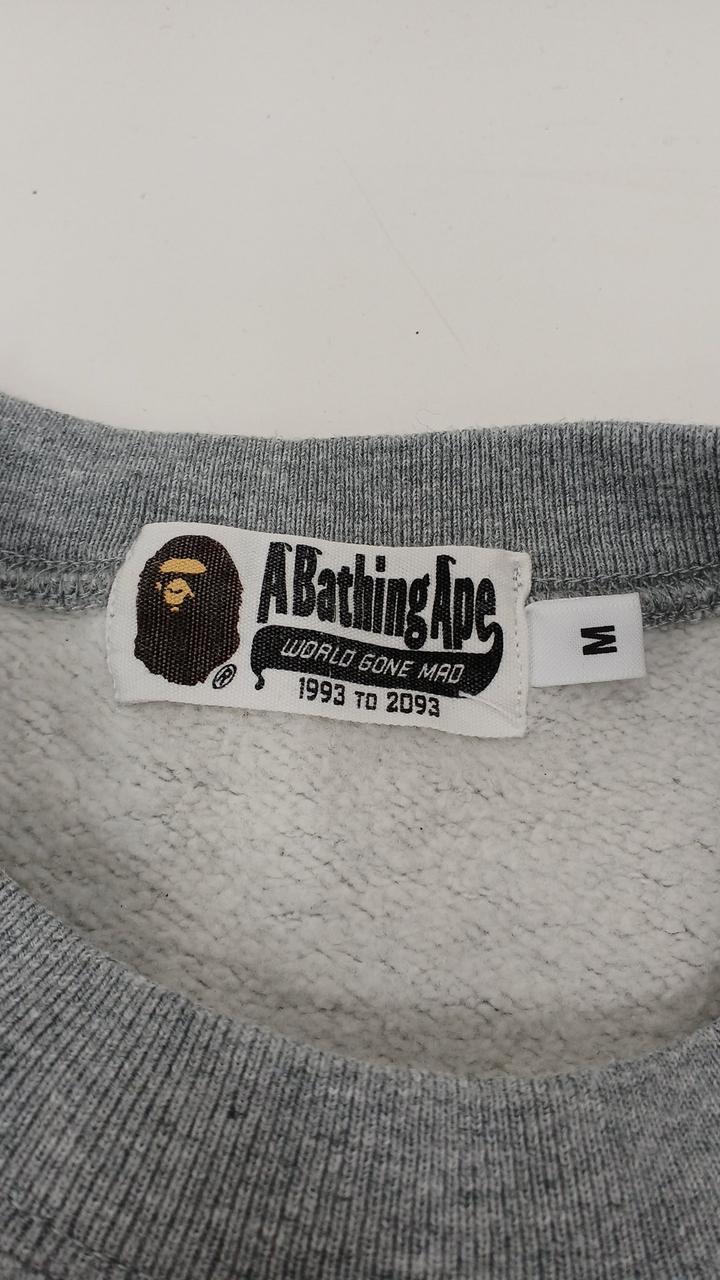 A Bathing Ape
WORLD GONE MAD
1993 TO 2093
®
M